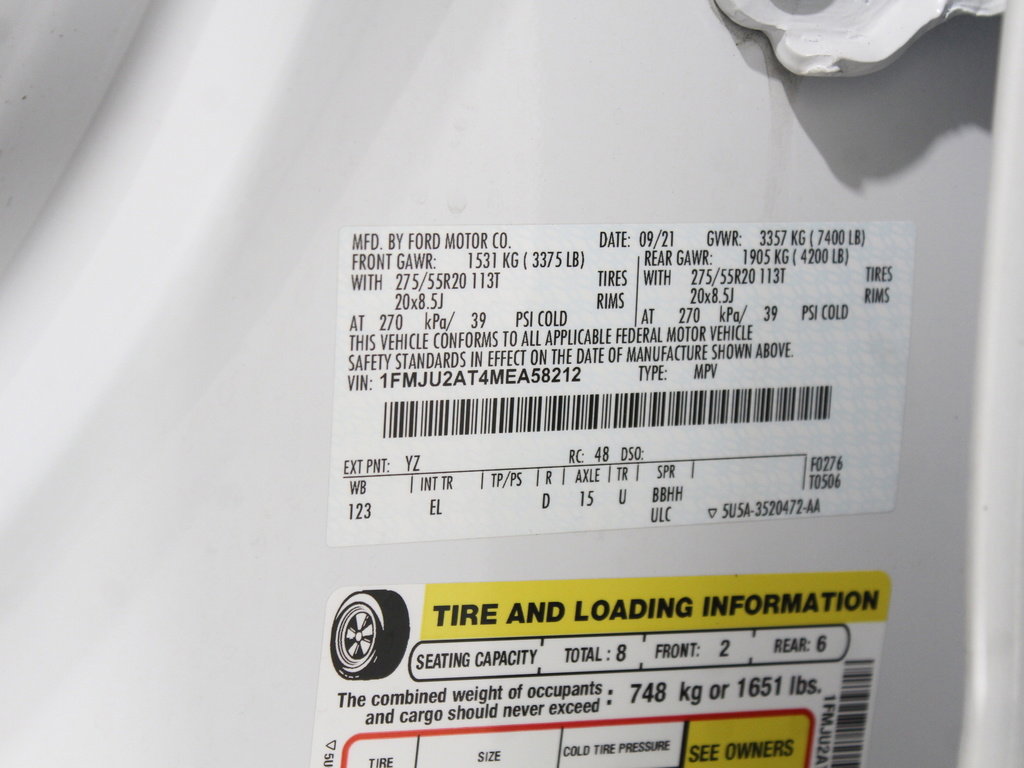 MFD. BY FORD MOTOR CO. DATE: 09/21 GVWR: 3357 KG ( 7400 LB)
FRONT GAWR: 1531 KG ( 3375 LB) REAR GAWR: 1905 KG ( 4200 LB)
WITH 275/55R20 113T TIRES WITH 275/55R20 113T TIRES
20x8.5J RIMS 20x8.5J RIMS
AT 270 kPa/ 39 PSI COLD AT 270 kPa/ 39 PSI COLD
THIS VEHICLE CONFORMS TO ALL APPLICABLE FEDERAL MOTOR VEHICLE
SAFETY STANDARDS IN EFFECT ON THE DATE OF MANUFACTURE SHOWN ABOVE.
VIN: 1FMJU2AT4MEA58212 TYPE: MPV
EXT PNT: YZ RC: 48 DSO:
WB INT TR TP/PS R AXLE TR SPR F0276
123 EL D 15 U BBHH T0506
ULC ▽ 5U5A-3520472-AA
TIRE AND LOADING INFORMATION
SEATING CAPACITY TOTAL : 8 FRONT: 2 REAR: 6
The combined weight of occupants
and cargo should never exceed : 748 kg or 1651 lbs.
TIRE SIZE COLD TIRE PRESSURE SEE OWNERS
1FMJU2A
▽ 5U